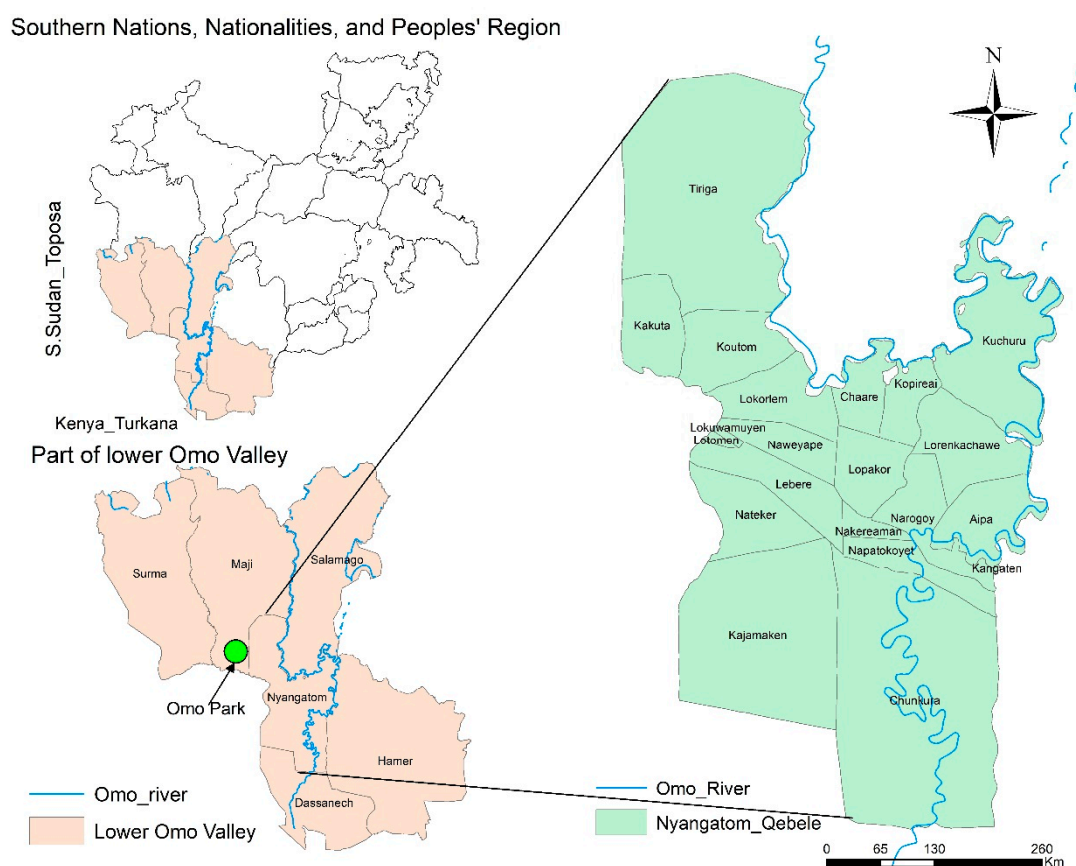 Southern Nations, Nationalities, and Peoples' Region
S.Sudan_Toposa
Kenya_Turkana
Part of lower Omo Valley
Surma
Maji
Salamago
Omo Park
Nyangatom
Hamer
Dassanech
Omo_river
Lower Omo Valley
N
Tiriga
Kakuta
Koutom
Kuchuru
Kopireai
Chaare
Lokorlem
Lokuwamuyen
Lotomen
Naweyape
Lorenkachawe
Lopakor
Lebere
Nateker
Narogoy
Aipa
Nakereaman
Napatokoyet
Kangaten
Kajamaken
Chunkura
Omo_River
Nyangatom_Qebele
0 65 130 260
Km